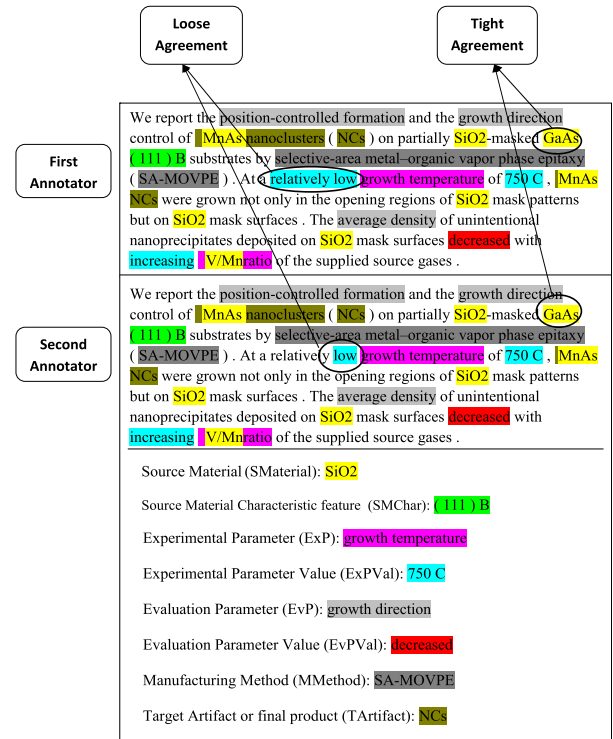 Loose
Agreement
Tight
Agreement
First
Annotator
We report the position-controlled formation and the growth direction
control of MnAs nanoclusters ( NCs ) on partially SiO2-masked GaAs
( 111 ) B substrates by selective-area metal–organic vapor phase epitaxy
( SA-MOVPE ) . At a relatively low growth temperature of 750 C , MnAs
NCs were grown not only in the opening regions of SiO2 mask patterns
but on SiO2 mask surfaces . The average density of unintentional
nanoprecipitates deposited on SiO2 mask surfaces decreased with
increasing V/Mnratio of the supplied source gases .
Second
Annotator
We report the position-controlled formation and the growth direction
control of MnAs nanoclusters ( NCs ) on partially SiO2-masked GaAs
( 111 ) B substrates by selective-area metal–organic vapor phase epitaxy
( SA-MOVPE ) . At a relatively low growth temperature of 750 C , MnAs
NCs were grown not only in the opening regions of SiO2 mask patterns
but on SiO2 mask surfaces . The average density of unintentional
nanoprecipitates deposited on SiO2 mask surfaces decreased with
increasing V/Mnratio of the supplied source gases .
Source Material (SMaterial): SiO2
Source Material Characteristic feature (SMChar): ( 111 ) B
Experimental Parameter (ExP): growth temperature
Experimental Parameter Value (ExPVal): 750 C
Evaluation Parameter (EvP): growth direction
Evaluation Parameter Value (EvPVal): decreased
Manufacturing Method (MMethod): SA-MOVPE
Target Artifact or final product (TArtifact): NCs